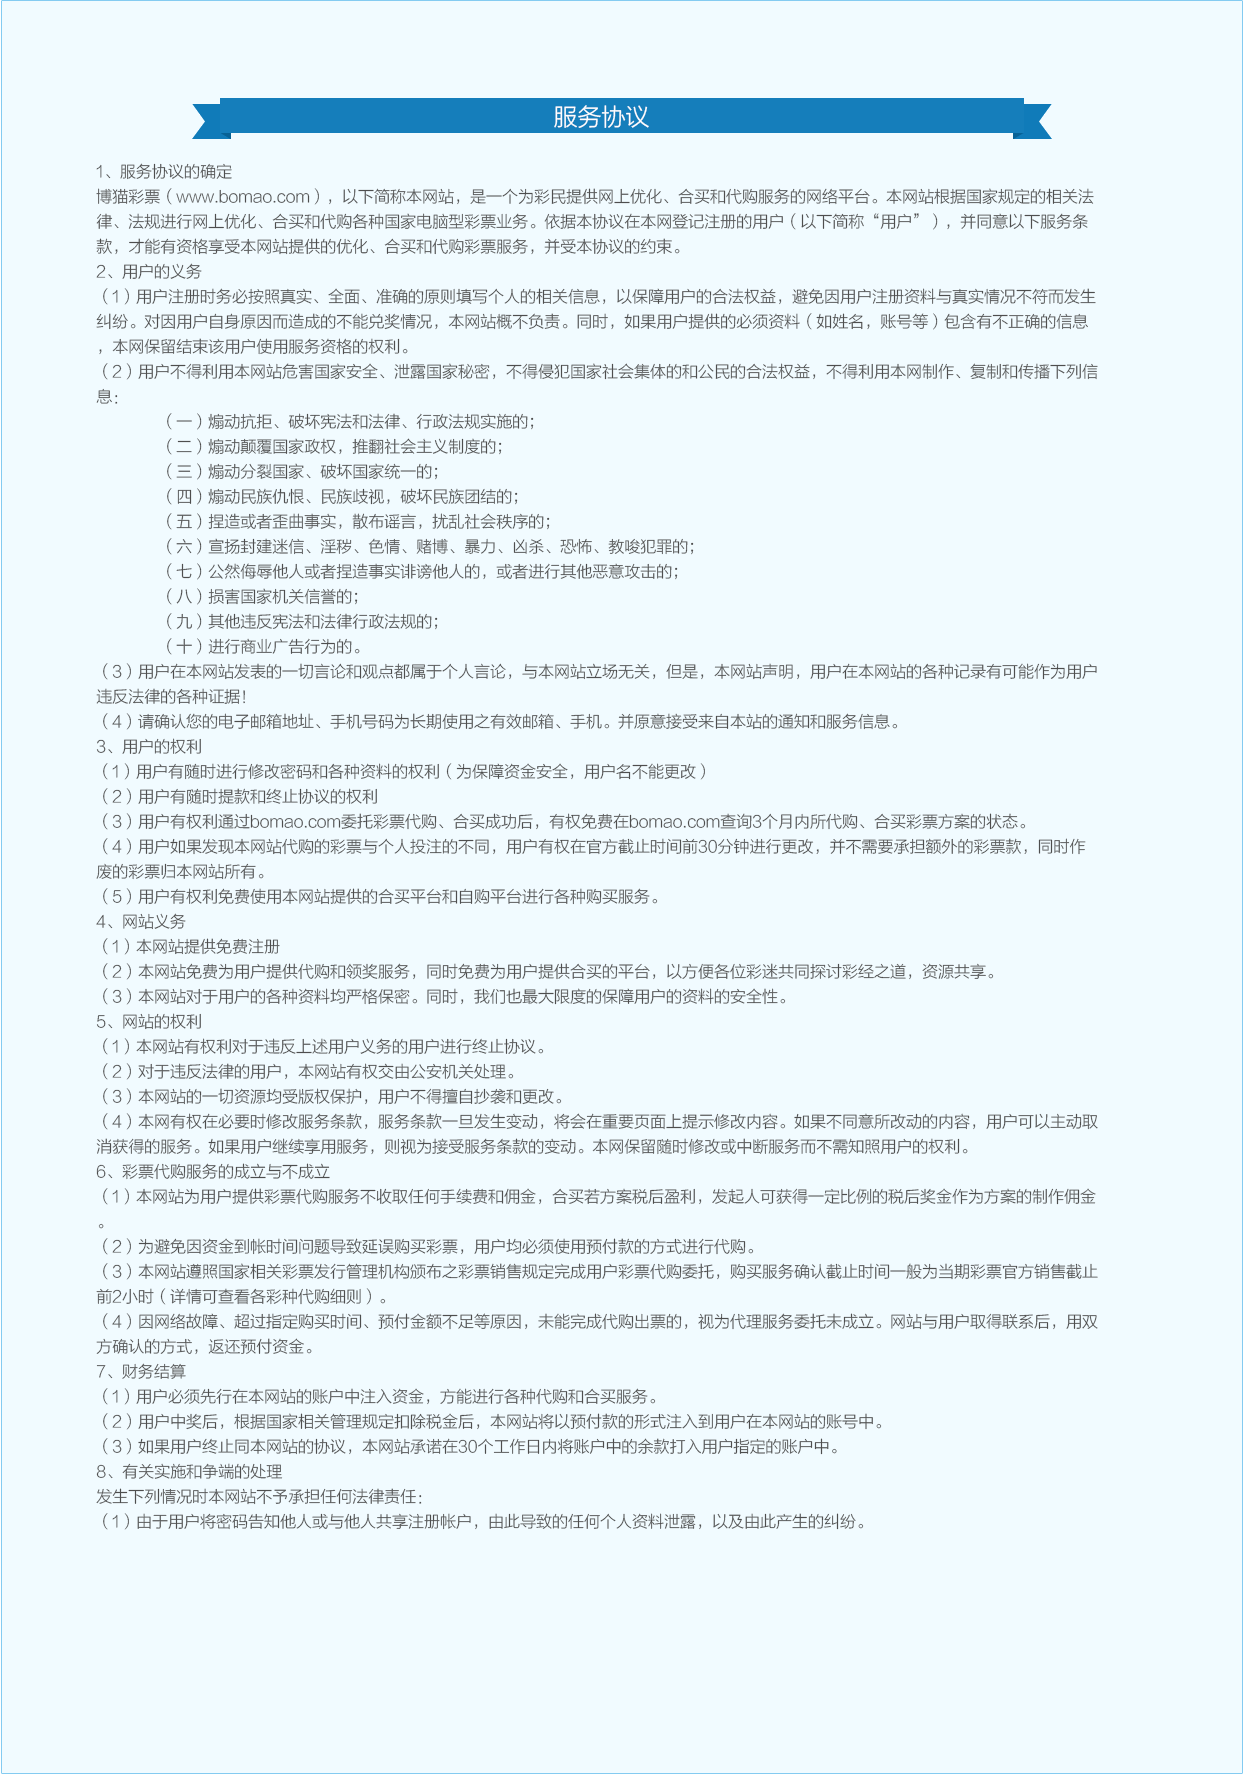 服务协议
1、服务协议的确定
博猫彩票（www.bomao.com），以下简称本网站，是一个为彩民提供网上优化、合买和代购服务的网络平台。本网站根据国家规定的相关法
律、法规进行网上优化、合买和代购各种国家电脑型彩票业务。依据本协议在本网登记注册的用户（以下简称“用户”），并同意以下服务条
款，才能有资格享受本网站提供的优化、合买和代购彩票服务，并受本协议的约束。
2、用户的义务
（1）用户注册时务必按照真实、全面、准确的原则填写个人的相关信息，以保障用户的合法权益，避免因用户注册资料与真实情况不符而发生
纠纷。对因用户自身原因而造成的不能兑奖情况，本网站概不负责。同时，如果用户提供的必须资料（如姓名，账号等）包含有不正确的信息
，本网保留结束该用户使用服务资格的权利。
（2）用户不得利用本网站危害国家安全、泄露国家秘密，不得侵犯国家社会集体的和公民的合法权益，不得利用本网制作、复制和传播下列信
息：
（一）煽动抗拒、破坏宪法和法律、行政法规实施的；
（二）煽动颠覆国家政权，推翻社会主义制度的；
（三）煽动分裂国家、破坏国家统一的；
（四）煽动民族仇恨、民族歧视，破坏民族团结的；
（五）捏造或者歪曲事实，散布谣言，扰乱社会秩序的；
（六）宣扬封建迷信、淫秽、色情、赌博、暴力、凶杀、恐怖、教唆犯罪的；
（七）公然侮辱他人或者捏造事实诽谤他人的，或者进行其他恶意攻击的；
（八）损害国家机关信誉的；
（九）其他违反宪法和法律行政法规的；
（十）进行商业广告行为的。
（3）用户在本网站发表的一切言论和观点都属于个人言论，与本网站立场无关，但是，本网站声明，用户在本网站的各种记录有可能作为用户
违反法律的各种证据！
（4）请确认您的电子邮箱地址、手机号码为长期使用之有效邮箱、手机。并原意接受来自本站的通知和服务信息。
3、用户的权利
（1）用户有随时进行修改密码和各种资料的权利（为保障资金安全，用户名不能更改）
（2）用户有随时提款和终止协议的权利
（3）用户有权利通过bomao.com委托彩票代购、合买成功后，有权免费在bomao.com查询3个月内所代购、合买彩票方案的状态。
（4）用户如果发现本网站代购的彩票与个人投注的不同，用户有权在官方截止时间前30分钟进行更改，并不需要承担额外的彩票款，同时作
废的彩票归本网站所有。
（5）用户有权利免费使用本网站提供的合买平台和自购平台进行各种购买服务。
4、网站义务
（1）本网站提供免费注册
（2）本网站免费为用户提供代购和领奖服务，同时免费为用户提供合买的平台，以方便各位彩迷共同探讨彩经之道，资源共享。
（3）本网站对于用户的各种资料均严格保密。同时，我们也最大限度的保障用户的资料的安全性。
5、网站的权利
（1）本网站有权利对于违反上述用户义务的用户进行终止协议。
（2）对于违反法律的用户，本网站有权交由公安机关处理。
（3）本网站的一切资源均受版权保护，用户不得擅自抄袭和更改。
（4）本网有权在必要时修改服务条款，服务条款一旦发生变动，将会在重要页面上提示修改内容。如果不同意所改动的内容，用户可以主动取
消获得的服务。如果用户继续享用服务，则视为接受服务条款的变动。本网保留随时修改或中断服务而不需知照用户的权利。
6、彩票代购服务的成立与不成立
（1）本网站为用户提供彩票代购服务不收取任何手续费和佣金，合买若方案税后盈利，发起人可获得一定比例的税后奖金作为方案的制作佣金
。
（2）为避免因资金到帐时间问题导致延误购买彩票，用户均必须使用预付款的方式进行代购。
（3）本网站遵照国家相关彩票发行管理机构颁布之彩票销售规定完成用户彩票代购委托，购买服务确认截止时间一般为当期彩票官方销售截止
前2小时（详情可查看各彩种代购细则）。
（4）因网络故障、超过指定购买时间、预付金额不足等原因，未能完成代购出票的，视为代理服务委托未成立。网站与用户取得联系后，用双
方确认的方式，返还预付资金。
7、财务结算
（1）用户必须先行在本网站的账户中注入资金，方能进行各种代购和合买服务。
（2）用户中奖后，根据国家相关管理规定扣除税金后，本网站将以预付款的形式注入到用户在本网站的账号中。
（3）如果用户终止同本网站的协议，本网站承诺在30个工作日内将账户中的余款打入用户指定的账户中。
8、有关实施和争端的处理
发生下列情况时本网站不予承担任何法律责任：
（1）由于用户将密码告知他人或与他人共享注册帐户，由此导致的任何个人资料泄露，以及由此产生的纠纷。